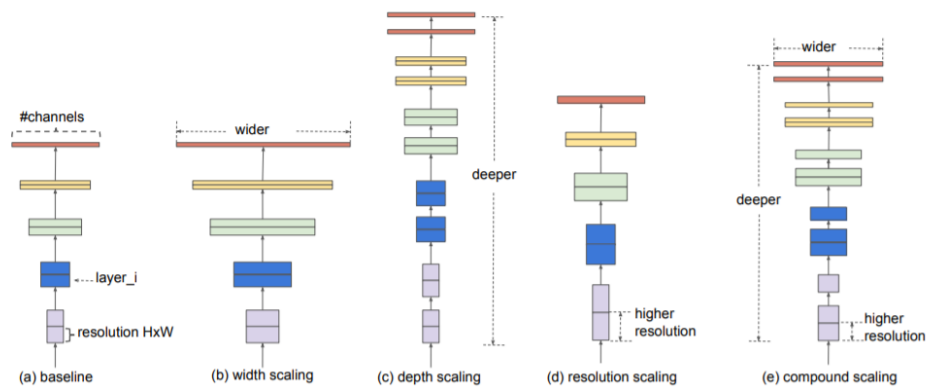 #channels
layer_i
resolution HxW
(a) baseline
wider
(b) width scaling
deeper
(c) depth scaling
higher
resolution
(d) resolution scaling
wider
deeper
higher
resolution
(e) compound scaling